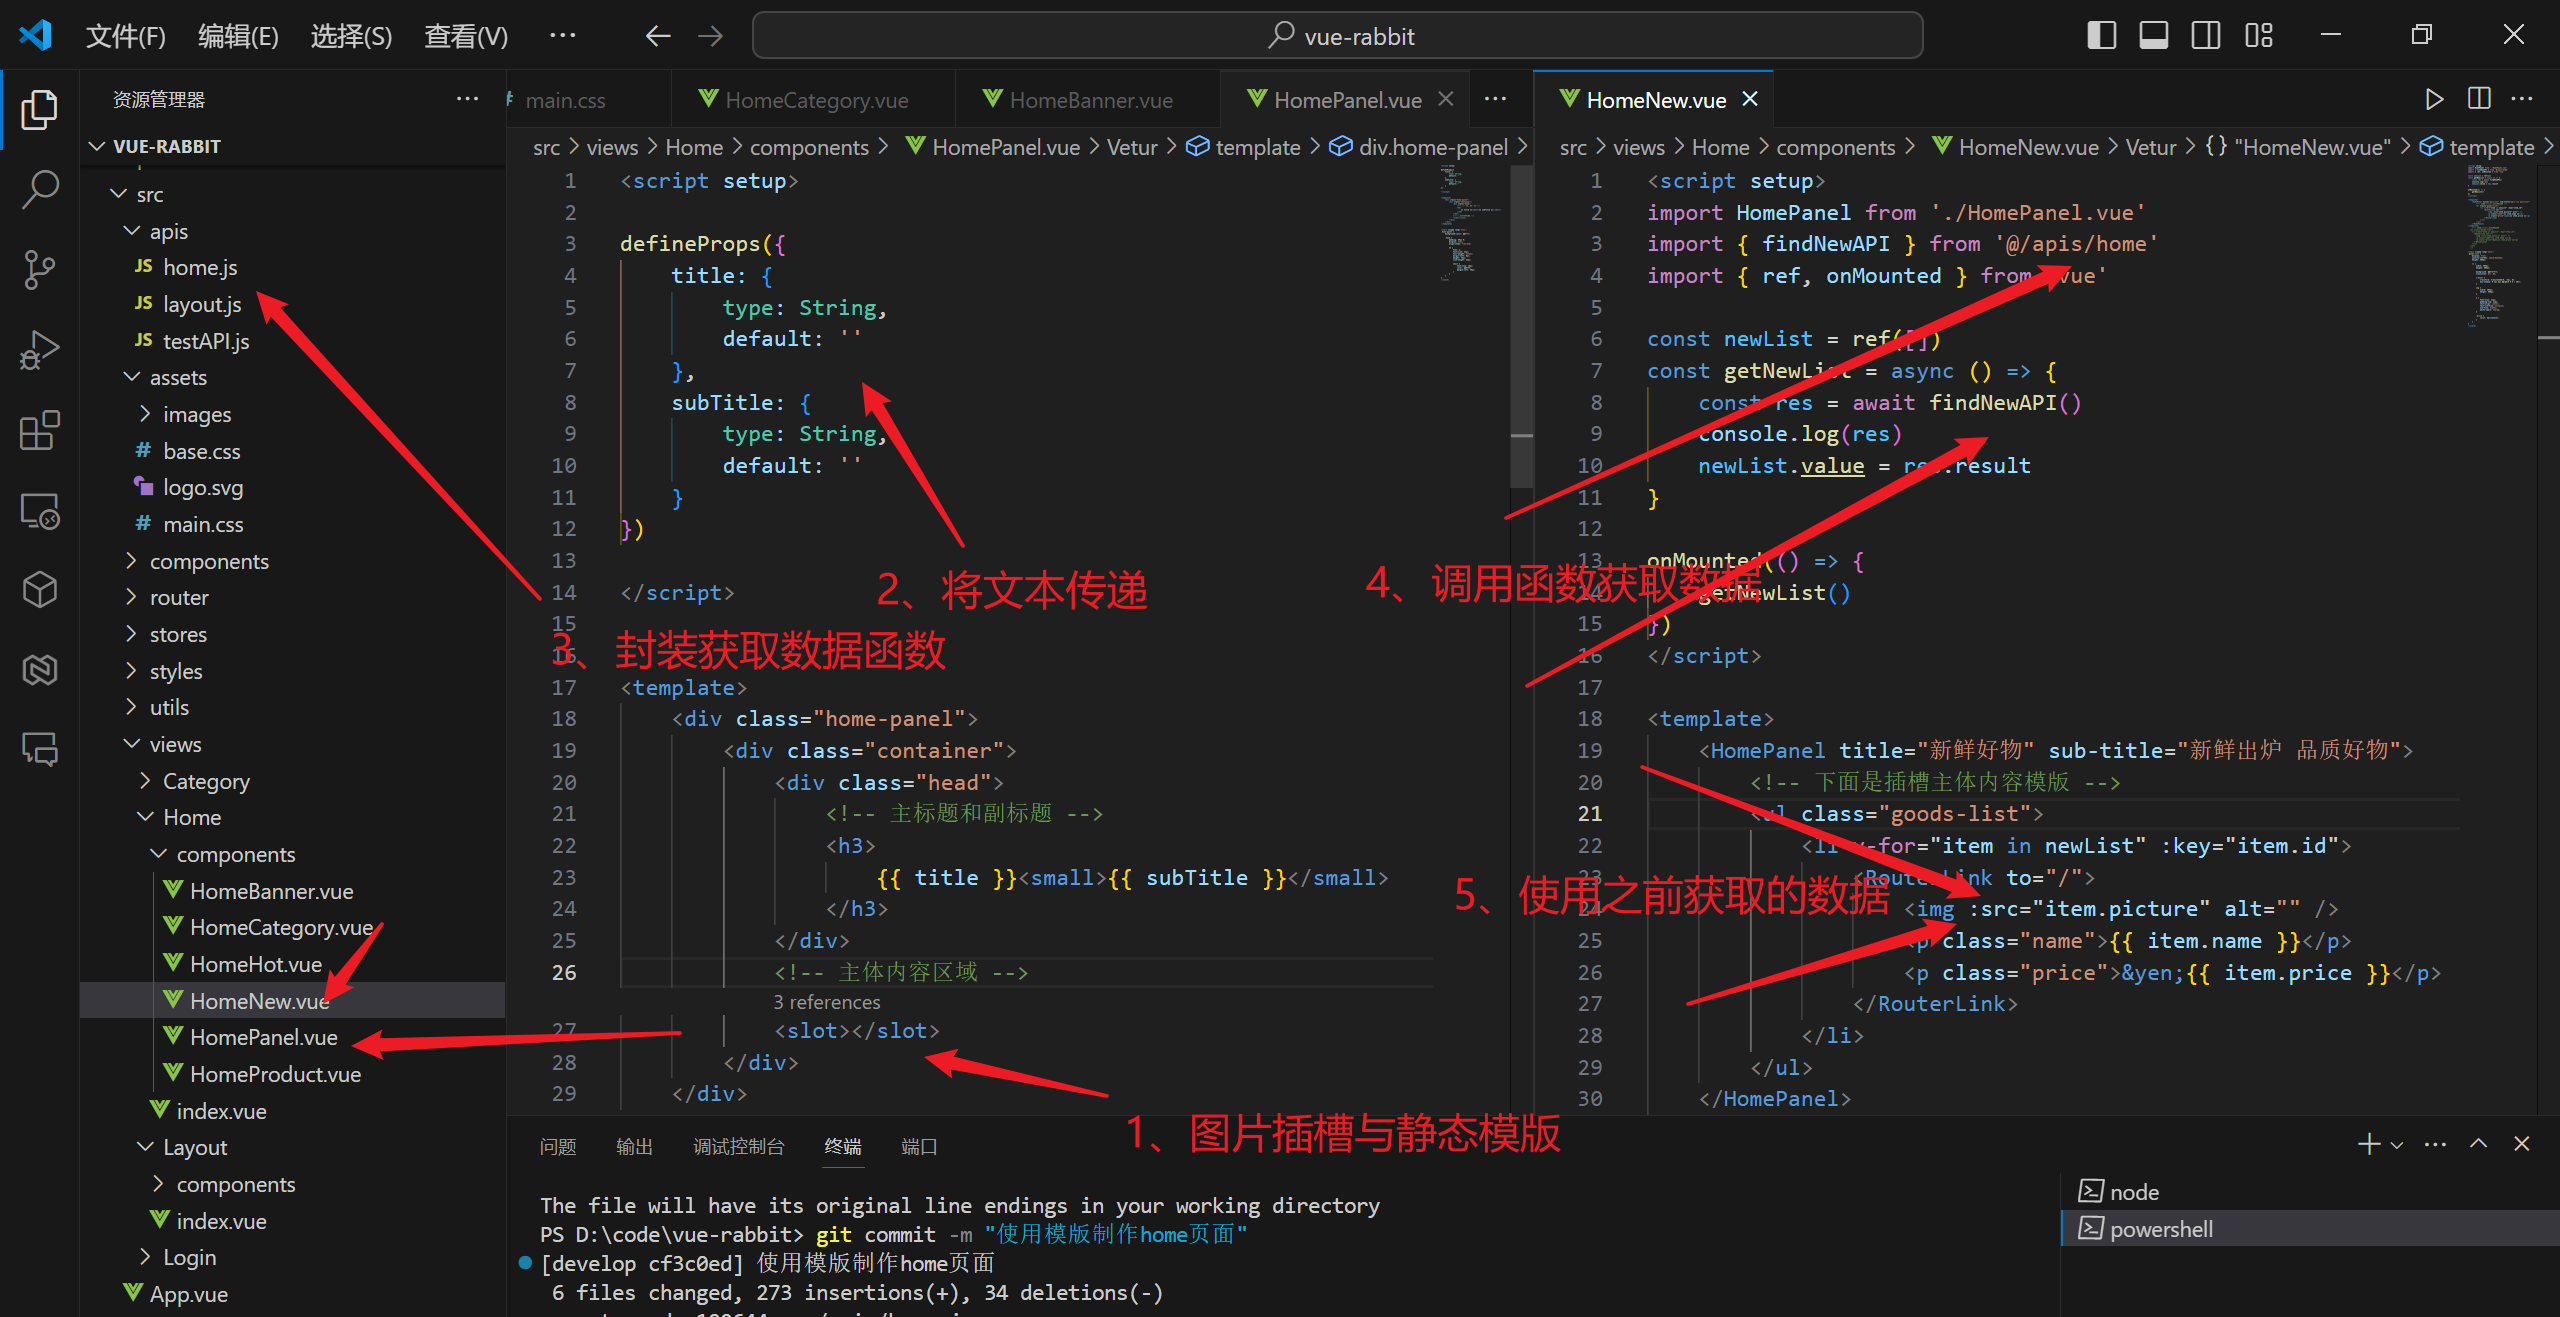 文件(F) 编辑(E) 选择(S) 查看(V) ···
vue-rabbit
资源管理器
VUE-RABBIT
src
apis
JS home.js
JS layout.js
JS testAPI.js
assets
images
# base.css
logo.svg
# main.css
components
router
stores
styles
utils
views
Category
Home
components
HomeBanner.vue
HomeCategory.vue
HomeHot.vue
HomeNew.vue
HomePanel.vue
HomeProduct.vue
index.vue
Layout
components
index.vue
Login
App.vue
main.css HomeCategory.vue HomeBanner.vue HomePanel.vue
src > views > Home > components > HomePanel.vue > Vetur > template > div.home-panel >
1 <script setup>
2
3 defineProps({
4 title: {
5 type: String,
6 default: ''
7 },
8 subTitle: {
9 type: String,
10 default: ''
11 }
12 })
13
14 </script>
15
16
17 <template>
18 <div class="home-panel">
19 <div class="container">
20 <div class="head">
21 <!-- 主标题和副标题 -->
22 <h3>
23 {{ title }}<small>{{ subTitle }}</small>
24 </h3>
25 </div>
26 <!-- 主体内容区域 -->
3 references
27 <slot></slot>
28 </div>
29 </div>
HomeNew.vue
src > views > Home > components > HomeNew.vue > Vetur > {} "HomeNew.vue" > template >
1 <script setup>
2 import HomePanel from './HomePanel.vue'
3 import { findNewAPI } from '@/apis/home'
4 import { ref, onMounted } from 'vue'
5
6 const newList = ref([])
7 const getNewList = async () => {
8 const res = await findNewAPI()
9 console.log(res)
10 newList.value = res.result
11 }
12
13 onMounted(() => {
14 getNewList()
15 })
16 </script>
17
18 <template>
19 <HomePanel title="新鲜好物" sub-title="新鲜出炉 品质好物">
20 <!-- 下面是插槽主体内容模版 -->
21 <ul class="goods-list">
22 <li v-for="item in newList" :key="item.id">
23 <RouterLink to="/">
24 <img :src="item.picture" alt="" />
25 <p class="name">{{ item.name }}</p>
26 <p class="price">&yen;{{ item.price }}</p>
27 </RouterLink>
28 </li>
29 </ul>
30 </HomePanel>
2、将文本传递
3、封装获取数据函数
4、调用函数获取数据
5、使用之前获取的数据
1、图片插槽与静态模版
问题 输出 调试控制台 终端 端口
The file will have its original line endings in your working directory
PS D:\code\vue-rabbit> git commit -m "使用模版制作home页面"
[develop cf3c0ed] 使用模版制作home页面
6 files changed, 273 insertions(+), 34 deletions(-)
node
powershell